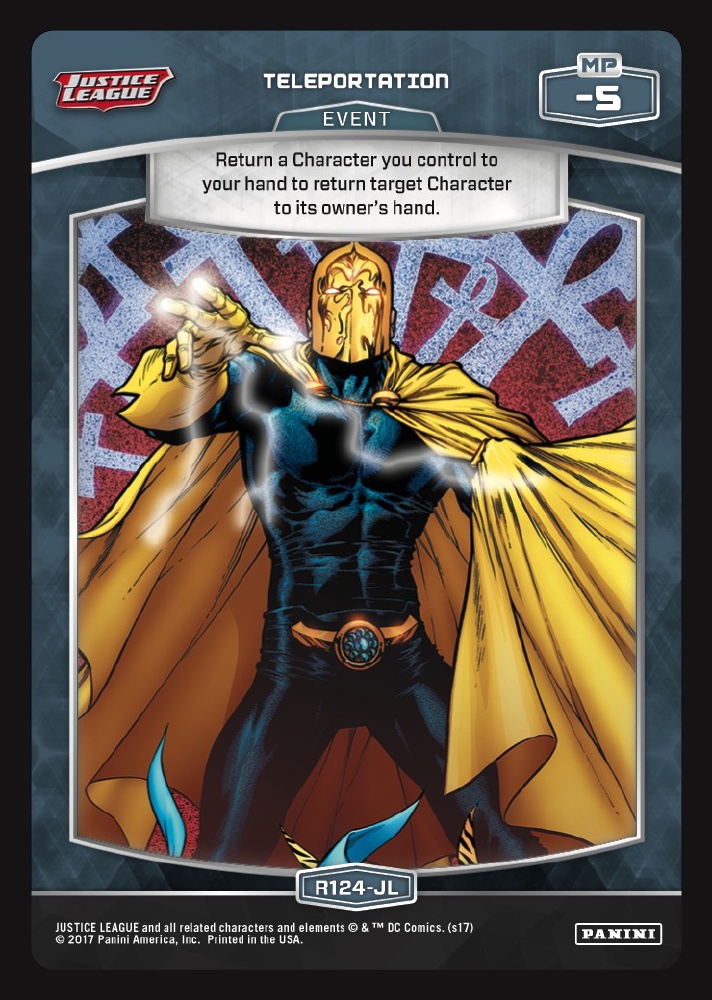 JUSTICE
LEAGUE
TELEPORTATION
MP
-5
EVENT
Return a Character you control to
your hand to return target Character
to its owner's hand.
R124-JL
JUSTICE LEAGUE and all related characters and elements © & ™ DC Comics. (s17)
© 2017 Panini America, Inc. Printed in the USA.
PANINI